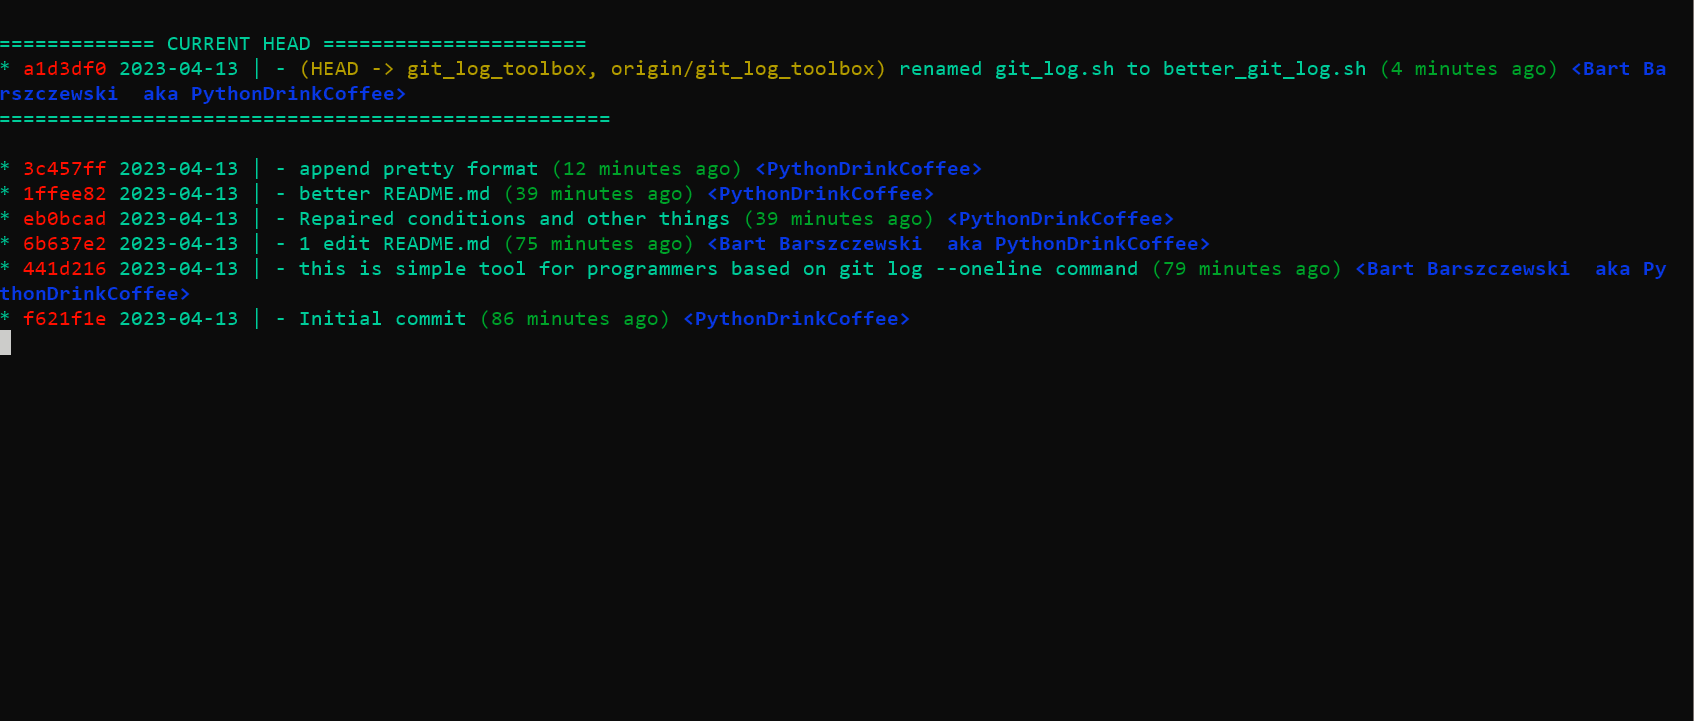 ============= CURRENT HEAD ======================
* a1d3df0 2023-04-13 | - (HEAD -> git_log_toolbox, origin/git_log_toolbox) renamed git_log.sh to better_git_log.sh (4 minutes ago) <Bart Ba
rszczewski  aka PythonDrinkCoffee>
===================================================
* 3c457ff 2023-04-13 | - append pretty format (12 minutes ago) <PythonDrinkCoffee>
* 1ffee82 2023-04-13 | - better README.md (39 minutes ago) <PythonDrinkCoffee>
* eb0bcad 2023-04-13 | - Repaired conditions and other things (39 minutes ago) <PythonDrinkCoffee>
* 6b637e2 2023-04-13 | - 1 edit README.md (75 minutes ago) <Bart Barszczewski  aka PythonDrinkCoffee>
* 441d216 2023-04-13 | - this is simple tool for programmers based on git log --oneline command (79 minutes ago) <Bart Barszczewski  aka Py
thonDrinkCoffee>
* f621f1e 2023-04-13 | - Initial commit (86 minutes ago) <PythonDrinkCoffee>